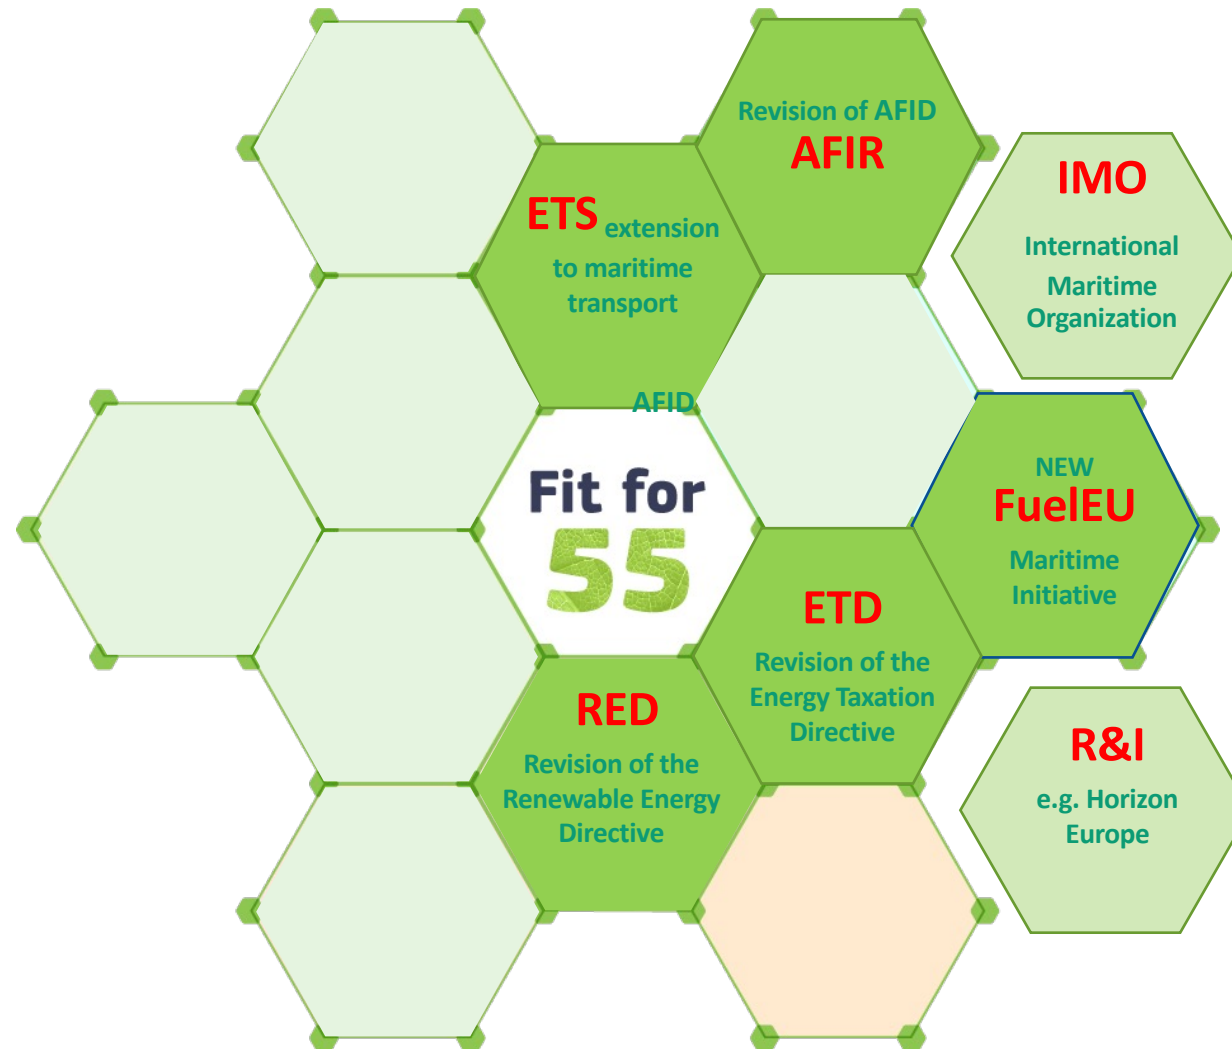 Revision of AFID
AFIR
ETS extension
to maritime
transport
AFID
IMO
International
Maritime
Organization
Fit for
55
NEW
FuelEU
Maritime
Initiative
ETD
Revision of the
Energy Taxation
Directive
RED
Revision of the
Renewable Energy
Directive
R&I
e.g. Horizon
Europe